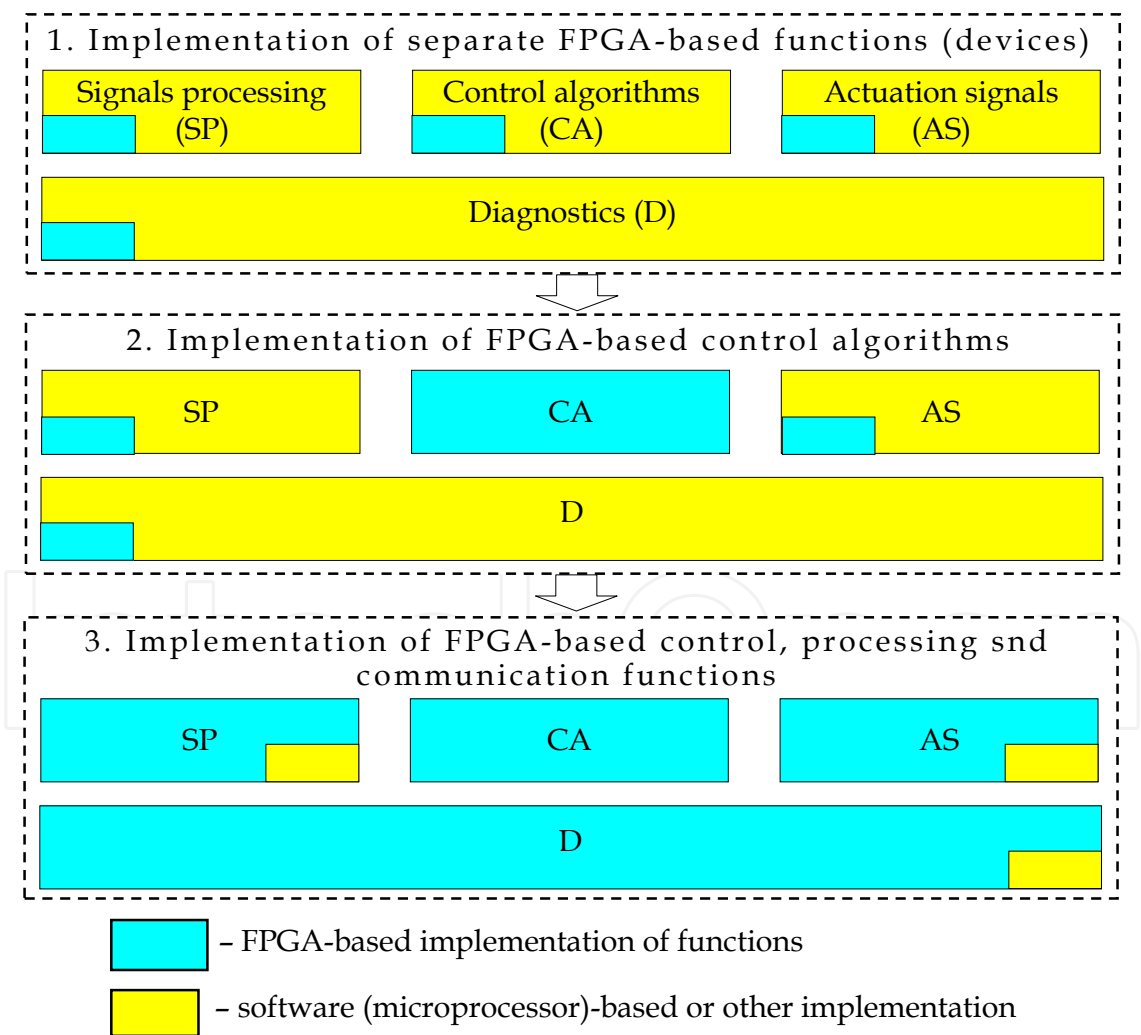 1. Implementation of separate FPGA-based functions (devices)
Signals processing
(SP)
Control algorithms
(CA)
Actuation signals
(AS)
Diagnostics (D)
2. Implementation of FPGA-based control algorithms
SP
CA
AS
D
3. Implementation of FPGA-based control, processing snd
communication functions
SP
CA
AS
D
– FPGA-based implementation of functions
– software (microprocessor)-based or other implementation